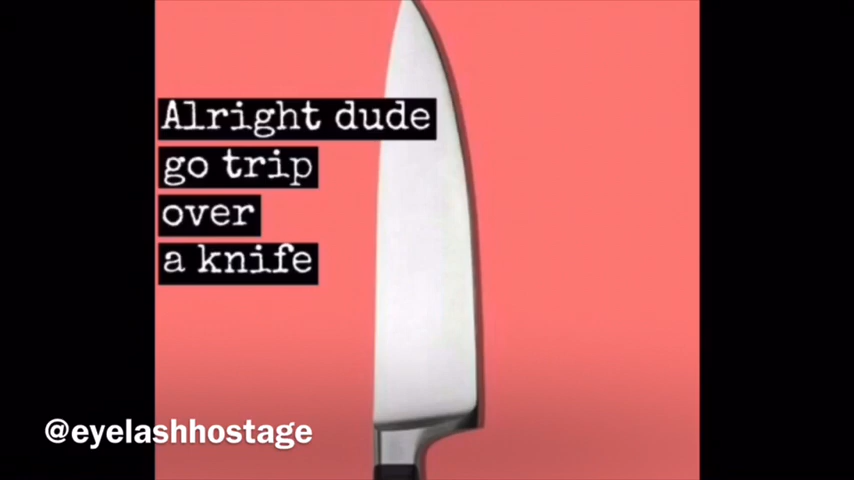 Alright dude
go trip
over
a knife
@eyelashhostage